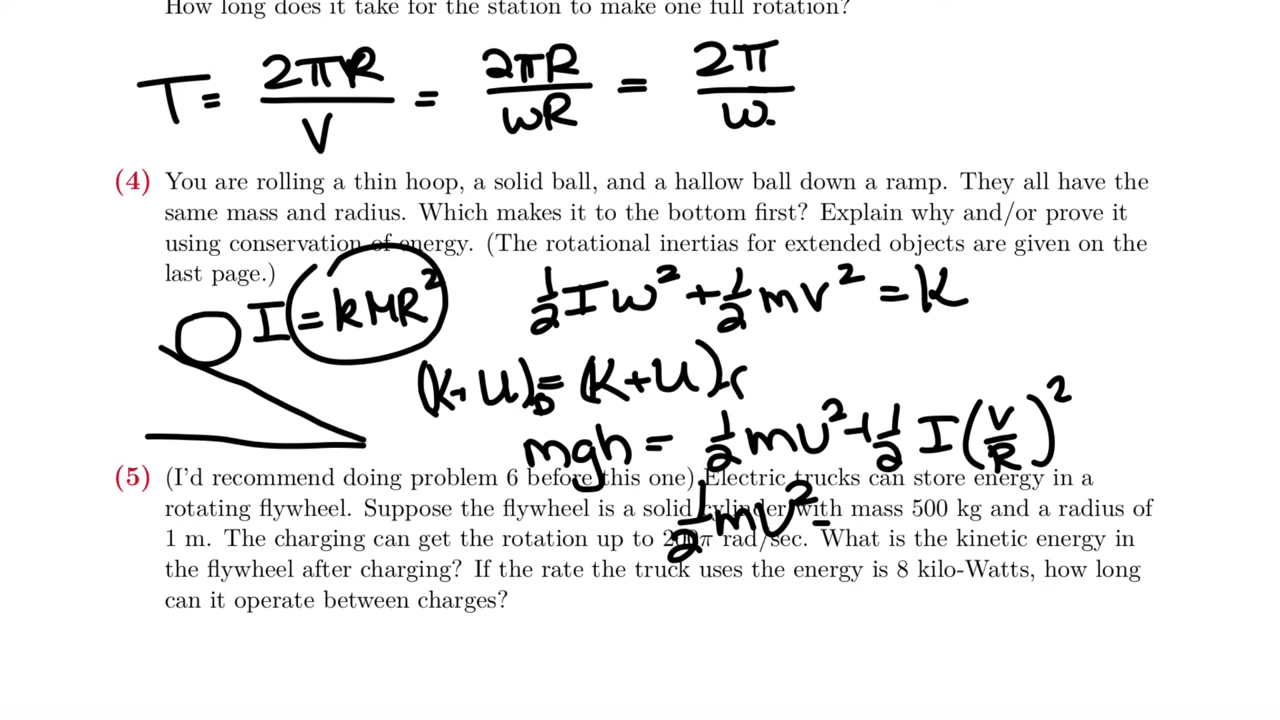 How long does it take for the station to make one full rotation?
T = 2πR / V = 2πR / ωR = 2π / ω.
(4) You are rolling a thin hoop, a solid ball, and a hallow ball down a ramp. They all have the
same mass and radius. Which makes it to the bottom first? Explain why and/or prove it
using conservation of energy. (The rotational inertias for extended objects are given on the
last page.)
I = kMR²
½Iω² + ½mv² = K
(K+U)₀ = (K+U)f
mgh = ½mv² + ½I(V/R)²
½mv² =
(5) (I'd recommend doing problem 6 before this one) Electric trucks can store energy in a
rotating flywheel. Suppose the flywheel is a solid cylinder with mass 500 kg and a radius of
1 m. The charging can get the rotation up to 200π rad/sec. What is the kinetic energy in
the flywheel after charging? If the rate the truck uses the energy is 8 kilo-Watts, how long
can it operate between charges?